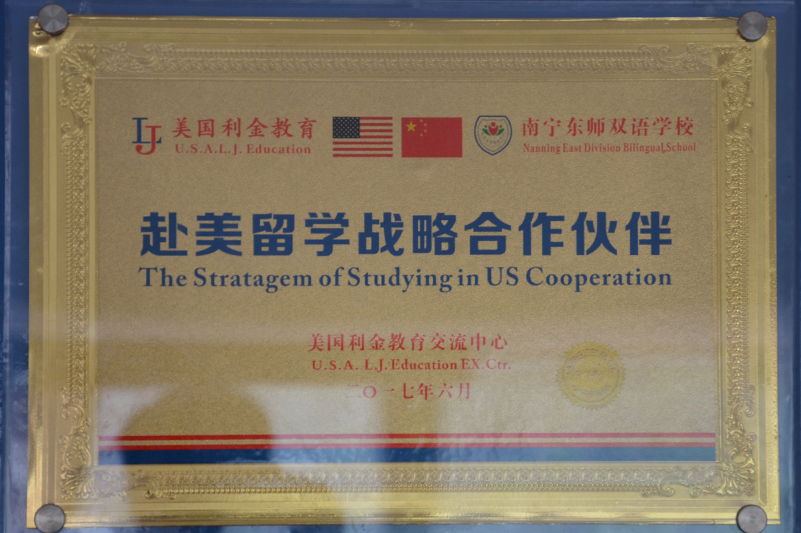 LJ 美国利金教育 南宁东师双语学校
U.S.A.L.J. Education Nanning East Division Bilingual School
赴美留学战略合作伙伴
The Stratagem of Studying in US Cooperation
美国利金教育交流中心
U.S.A. L.J. Education EX.Ctr.
二〇一七年六月